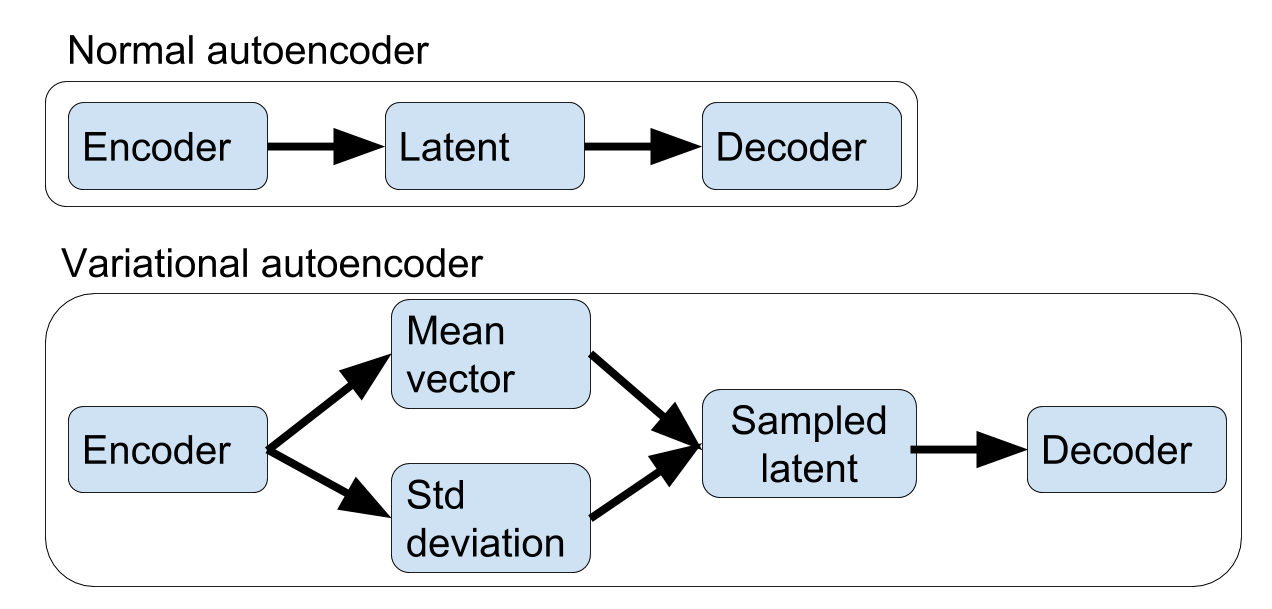 Normal autoencoder
Encoder
Latent
Decoder
Variational autoencoder
Encoder
Mean
vector
Std
deviation
Sampled
latent
Decoder